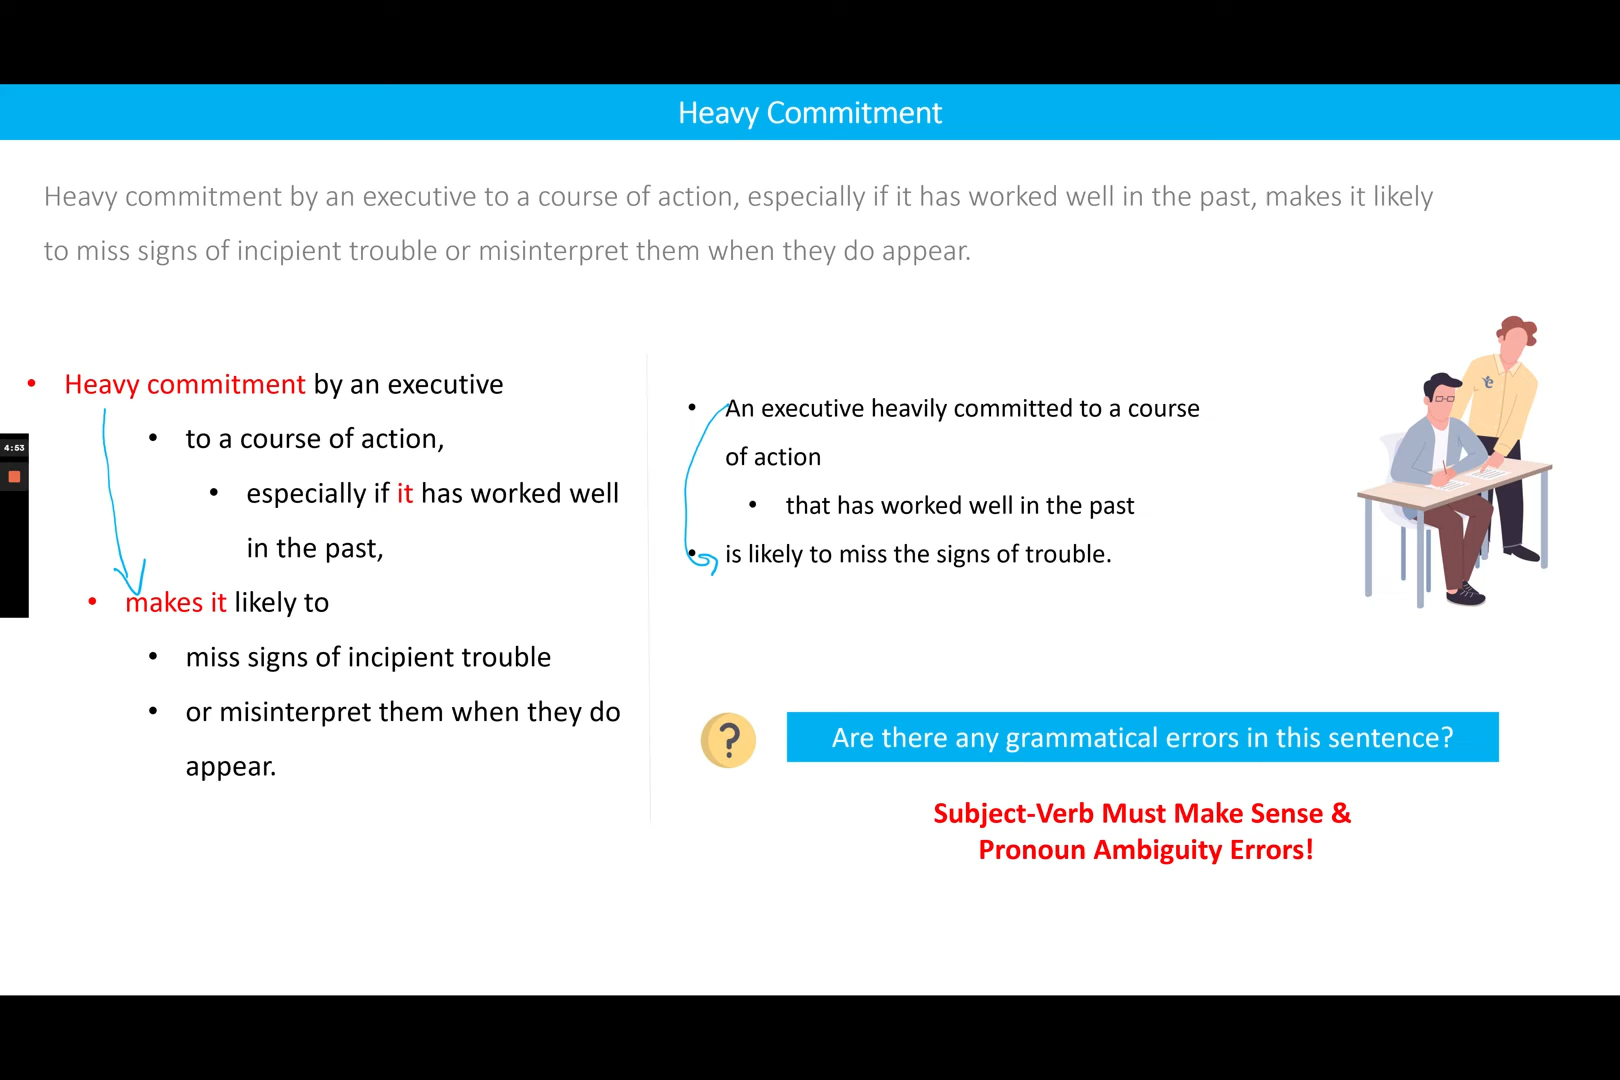 Heavy Commitment
Heavy commitment by an executive to a course of action, especially if it has worked well in the past, makes it likely
to miss signs of incipient trouble or misinterpret them when they do appear.
• Heavy commitment by an executive
• to a course of action,
• especially if it has worked well
in the past,
• makes it likely to
• miss signs of incipient trouble
• or misinterpret them when they do
appear.
4:53
• An executive heavily committed to a course
of action
• that has worked well in the past
• is likely to miss the signs of trouble.
?
Are there any grammatical errors in this sentence?
Subject-Verb Must Make Sense &
Pronoun Ambiguity Errors!